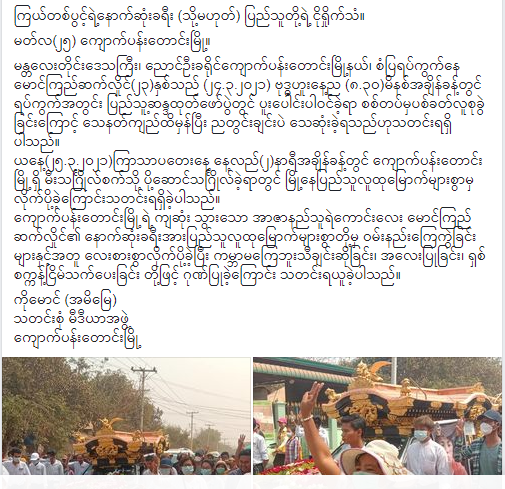 ကြယ်တစ်ပွင့်ရဲ့နောက်ဆုံးခရီး (သို့မဟုတ်) ပြည်သူတို့ရဲ့ ငိုရှိုက်သံ။
မတ်လ(၂၅) ကျောက်ပန်းတောင်းမြို့။
မန္တလေးတိုင်းဒေသကြီး၊ ညောင်ဦးခရိုင်ကျောက်ပန်းတောင်းမြို့နယ်၊ စံပြရပ်ကွက်နေ
မောင်ကြည်ဆက်လှိုင်(၂၃)နှစ်သည် (၂၄.၃.၂၀၂၁) ဗုဒ္ဓဟူးနေ့ည (၈.၃၀)မိနစ်အချိန်ခန့်တွင်
ရပ်ကွက်အတွင်း ပြည်သူ့ဆန္ဒထုတ်ဖော်ပွဲတွင် ပူးပေါင်းပါဝင်ခဲ့ရာ စစ်တပ်မှပစ်ခတ်လူစုခွဲ
ခြင်းကြောင့် သေနတ်ကျည်ထိမှန်ပြီး ညတွင်းချင်းပဲ သေဆုံးခဲ့ရသည်ဟုသတင်းရရှိ
ပါသည်။
ယနေ့(၂၅.၃.၂၀၂၁)ကြာသာပတေးနေ့ နေ့လည်(၂)နာရီအချိန်ခန့်တွင် ကျောက်ပန်းတောင်း
မြို့ရှိ မီးသင်္ဂြိုလ်စက်သို့ ပို့ဆောင်သင်္ဂြိုလ်ခဲ့ရာတွင် မြို့နေပြည်သူလူထုမြောက်များစွာမှ
လိုက်ပို့ခဲ့ကြောင်းသတင်းရရှိခဲ့ပါသည်။
ကျောက်ပန်းတောင်းမြို့ရဲ့ ကျဆုံး သွားသော အာဇာနည်သူရဲကောင်းလေး မောင်ကြည်
ဆက်လှိုင်၏ နောက်ဆုံးခရီးအားပြည်သူလူထုမြောက်များစွာတို့မှ ဝမ်းနည်းကြေကွဲခြင်း
များနှင့်အတူ လေးစားစွာလိုက်ပို့ခဲ့ပြီး ကမ္ဘာမကြေဘူးသီချင်းဆိုခြင်း၊ အလေးပြုခြင်း၊ ရှစ်
စက္ကန့်ငြိမ်သက်ပေးခြင်း တို့ဖြင့် ဂုဏ်ပြုခဲ့ကြောင်း သတင်းရယူခဲ့ပါသည်။
ကိုမောင် (အမိမြေ)
သတင်းစုံ မီဒီယာအဖွဲ့
ကျောက်ပန်းတောင်းမြို့